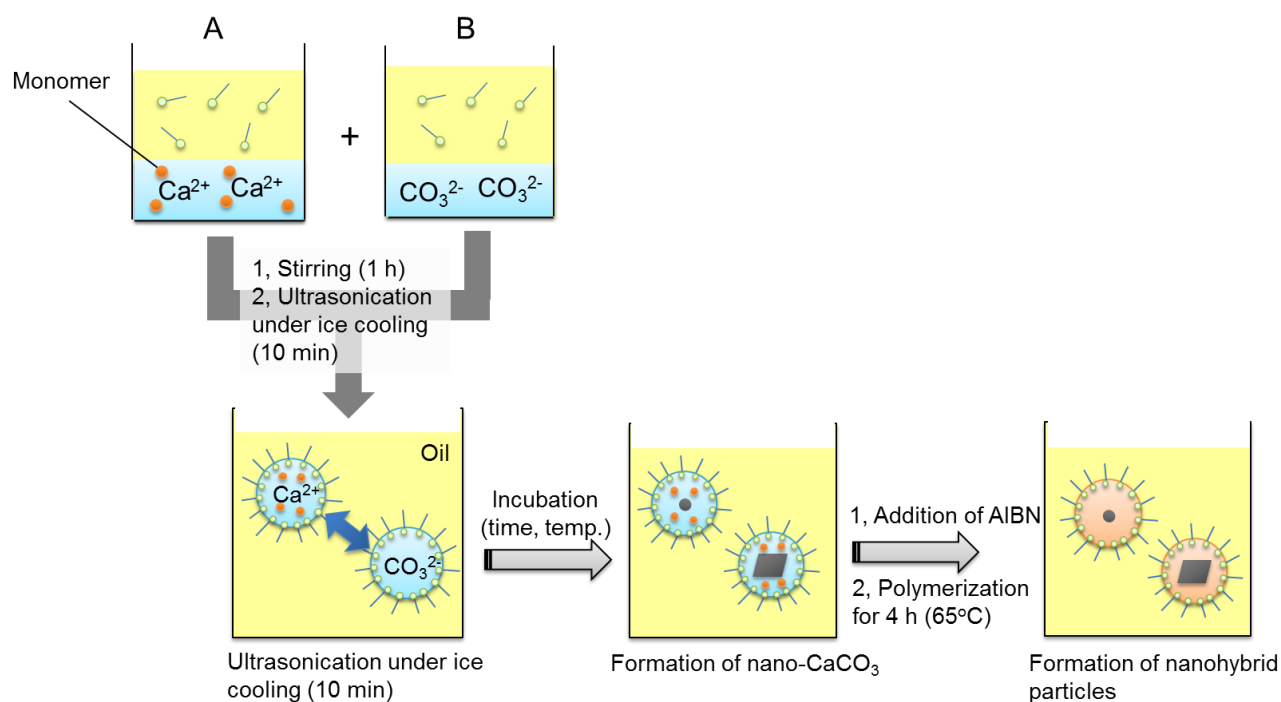 A
B
Monomer
+
Ca²⁺ Ca²⁺
CO₃²⁻ CO₃²⁻
1, Stirring (1 h)
2, Ultrasonication
under ice cooling
(10 min)
Oil
Ca²⁺
CO₃²⁻
Incubation
(time, temp.)
1, Addition of AIBN
2, Polymerization
for 4 h (65°C)
Ultrasonication under ice
cooling (10 min)
Formation of nano-CaCO₃
Formation of nanohybrid
particles